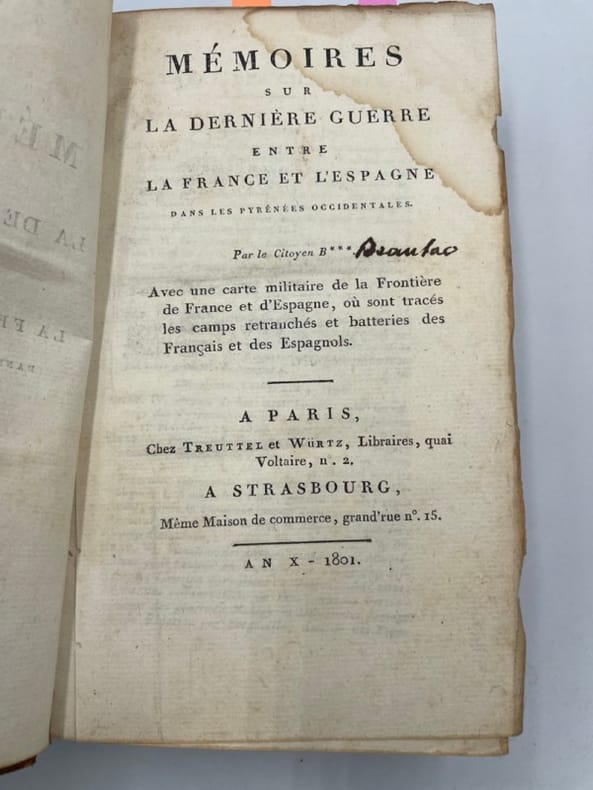 MÉMOIRES
SUR
LA DERNIÈRE GUERRE
ENTRE
LA FRANCE ET L'ESPAGNE
DANS LES PYRÉNÉES OCCIDENTALES.
Par le Citoyen B***. Beaulac
Avec une carte militaire de la Frontière
de France et d'Espagne, où sont tracés
les camps retranchés et batteries des
Français et des Espagnols.
A PARIS,
Chez TREUTTEL et WÜRTZ, Libraires, quai
Voltaire, n°. 2.
A STRASBOURG,
Même Maison de commerce, grand'rue n°. 15.
AN X - 1801.